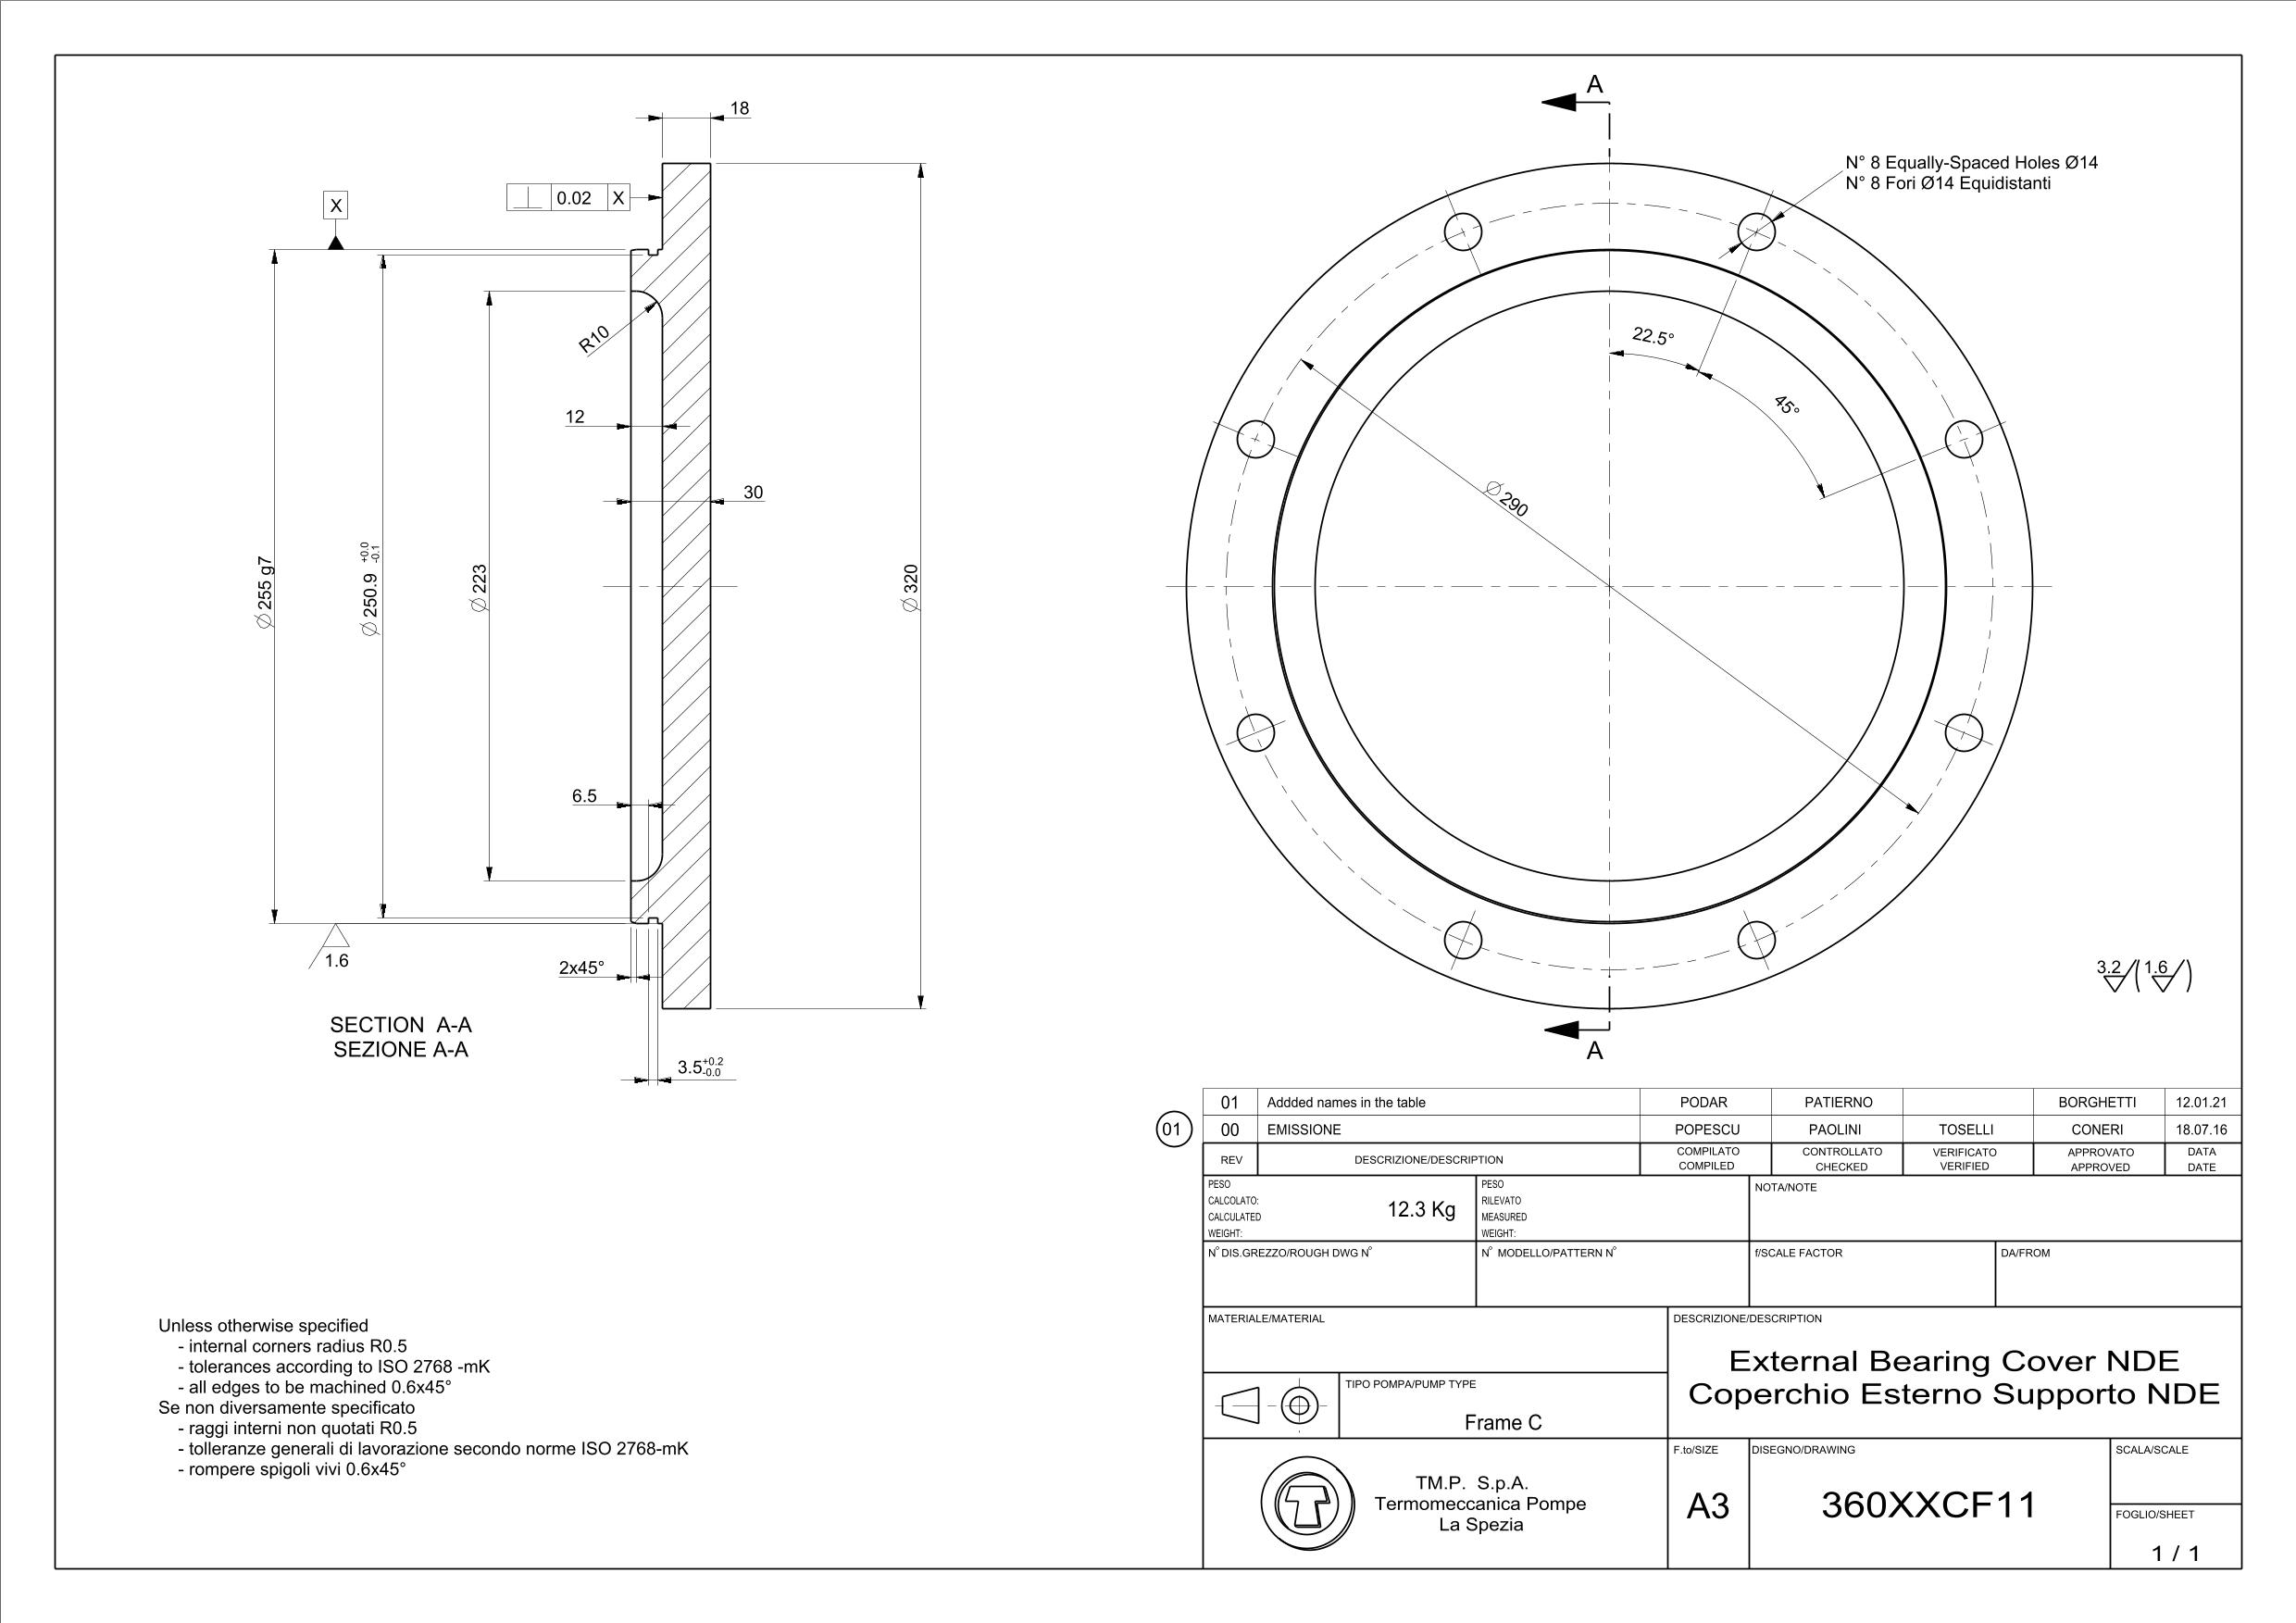 18
0.02 X
X
R10
12
30
Ø 255 g7
Ø 250.9 +0.0 -0.1
Ø 223
Ø 320
6.5
1.6
2x45°
3.5 +0.2 -0.0
SECTION A-A
SEZIONE A-A
A
N° 8 Equally-Spaced Holes Ø14
N° 8 Fori Ø14 Equidistanti
22.5°
45°
Ø 290
A
3.2 ( 1.6 )
01
01 Addded names in the table PODAR PATIERNO BORGHETTI 12.01.21
00 EMISSIONE POPESCU PAOLINI TOSELLI CONERI 18.07.16
REV DESCRIZIONE/DESCRIPTION COMPILATO CONTROLLATO VERIFICATO APPROVATO DATA
COMPILED CHECKED VERIFIED APPROVED DATE
PESO
CALCOLATO:
CALCULATED
WEIGHT:
12.3 Kg
PESO
RILEVATO
MEASURED
WEIGHT:
NOTA/NOTE
N° DIS.GREZZO/ROUGH DWG N°
N° MODELLO/PATTERN N°
f/SCALE FACTOR
DA/FROM
MATERIALE/MATERIAL
DESCRIZIONE/DESCRIPTION
External Bearing Cover NDE
Coperchio Esterno Supporto NDE
TIPO POMPA/PUMP TYPE
Frame C
TM.P. S.p.A.
Termomeccanica Pompe
La Spezia
F.to/SIZE
A3
DISEGNO/DRAWING
360XXCF11
SCALA/SCALE
FOGLIO/SHEET
1 / 1
Unless otherwise specified
- internal corners radius R0.5
- tolerances according to ISO 2768 -mK
- all edges to be machined 0.6x45°
Se non diversamente specificato
- raggi interni non quotati R0.5
- tolleranze generali di lavorazione secondo norme ISO 2768-mK
- rompere spigoli vivi 0.6x45°